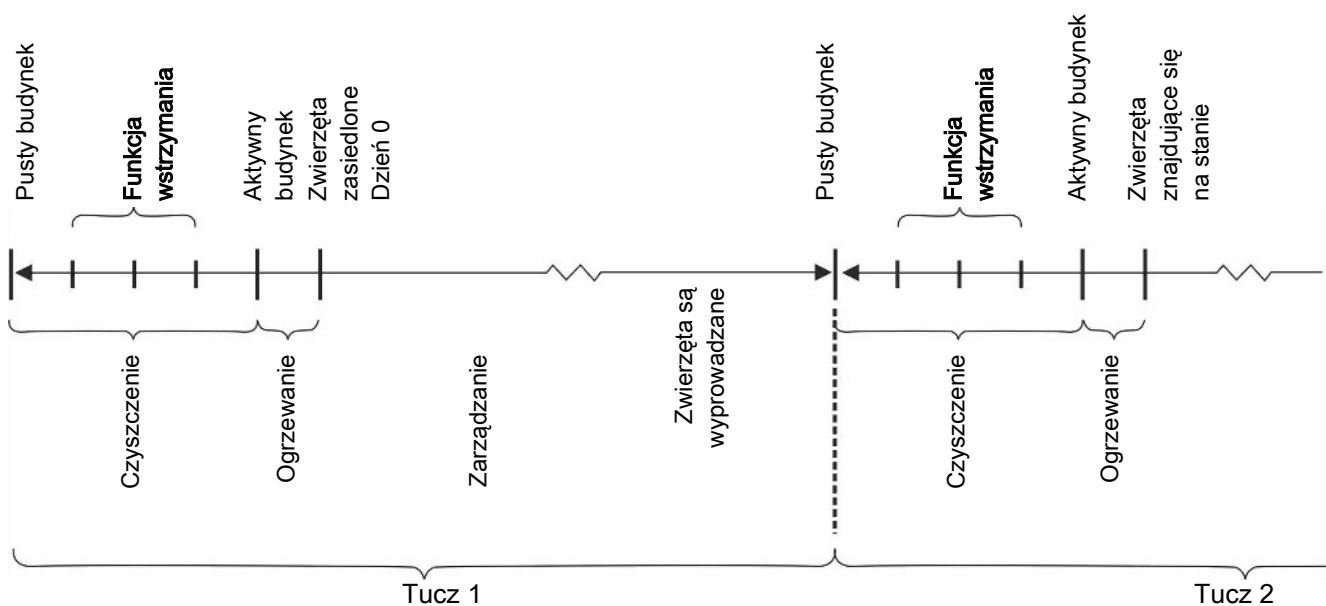 Pusty budynek
Funkcja
wstrzymania
Aktywny
budynek
Zwierzęta
zasiedlone
Dzień 0
Pusty budynek
Funkcja
wstrzymania
Aktywny budynek
Zwierzęta
znajdujące się
na stanie
Czyszczenie
Ogrzewanie
Zarządzanie
Zwierzęta są
wyprowadzane
Czyszczenie
Ogrzewanie
Tucz 1
Tucz 2